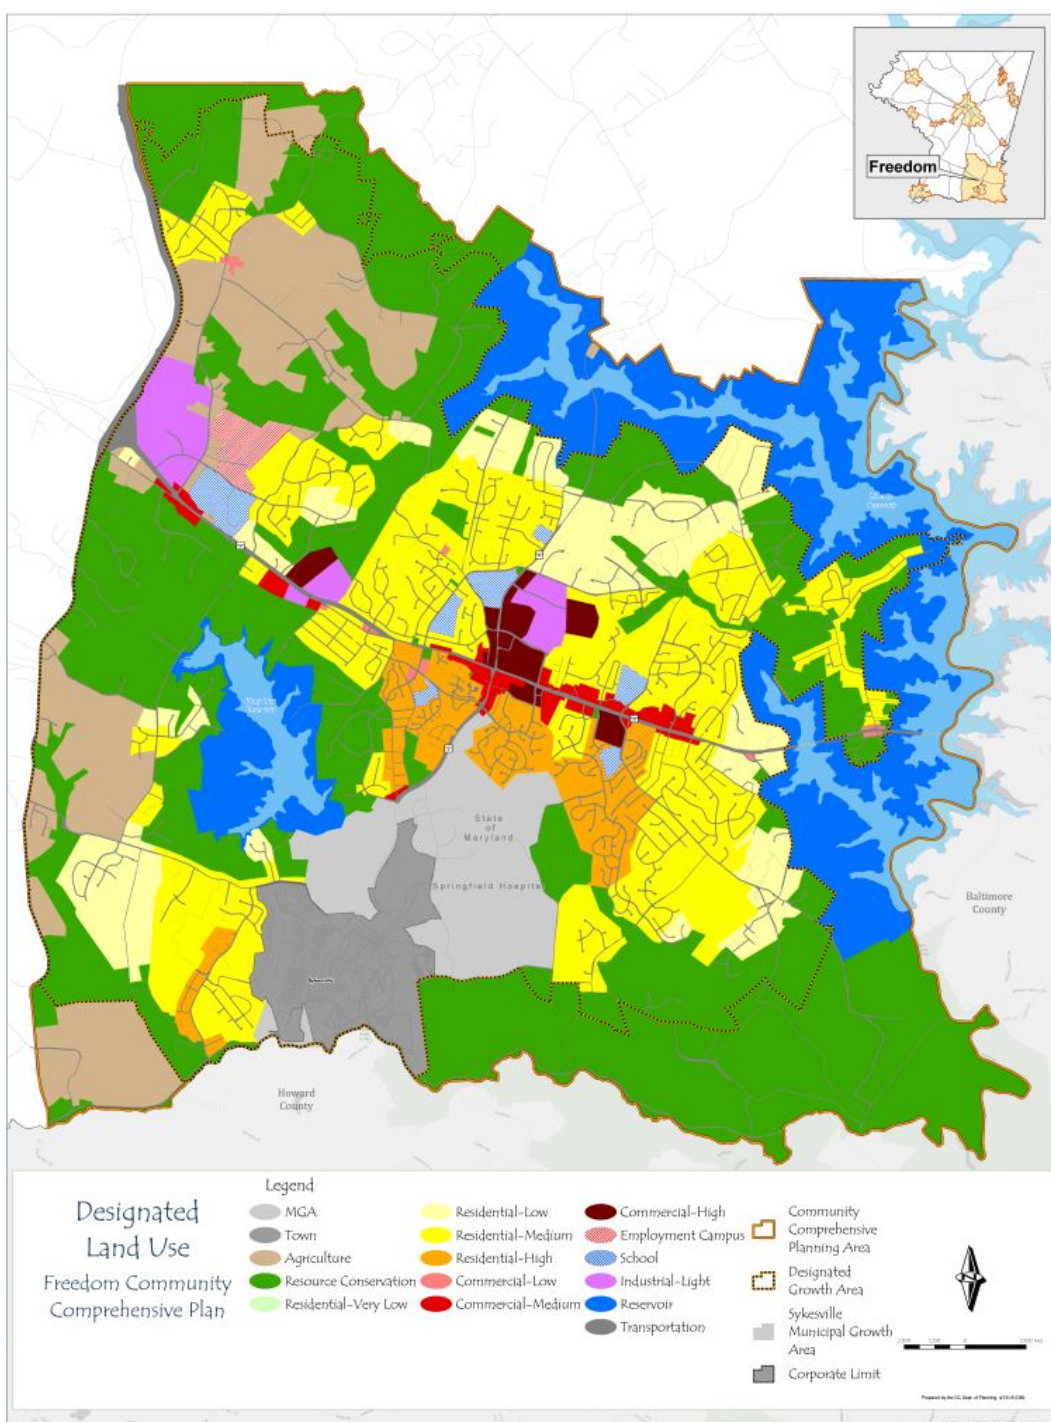 Freedom
State
of
Maryland
Springfield Hospita
Baltimore
County
Sykesville
Howard
County
Designated
Land Use
Freedom Community
Comprehensive Plan
Legend
MGA
Town
Agriculture
Resource Conservation
Residential-Very Low
Residential-Low
Residential-Medium
Residential-High
Commercial-Low
Commercial-Medium
Commercial-High
Employment Campus
School
Industrial-Light
Reservoir
Transportation
Community
Comprehensive
Planning Area
Designated
Growth Area
Sykesville
Municipal Growth
Area
Corporate Limit